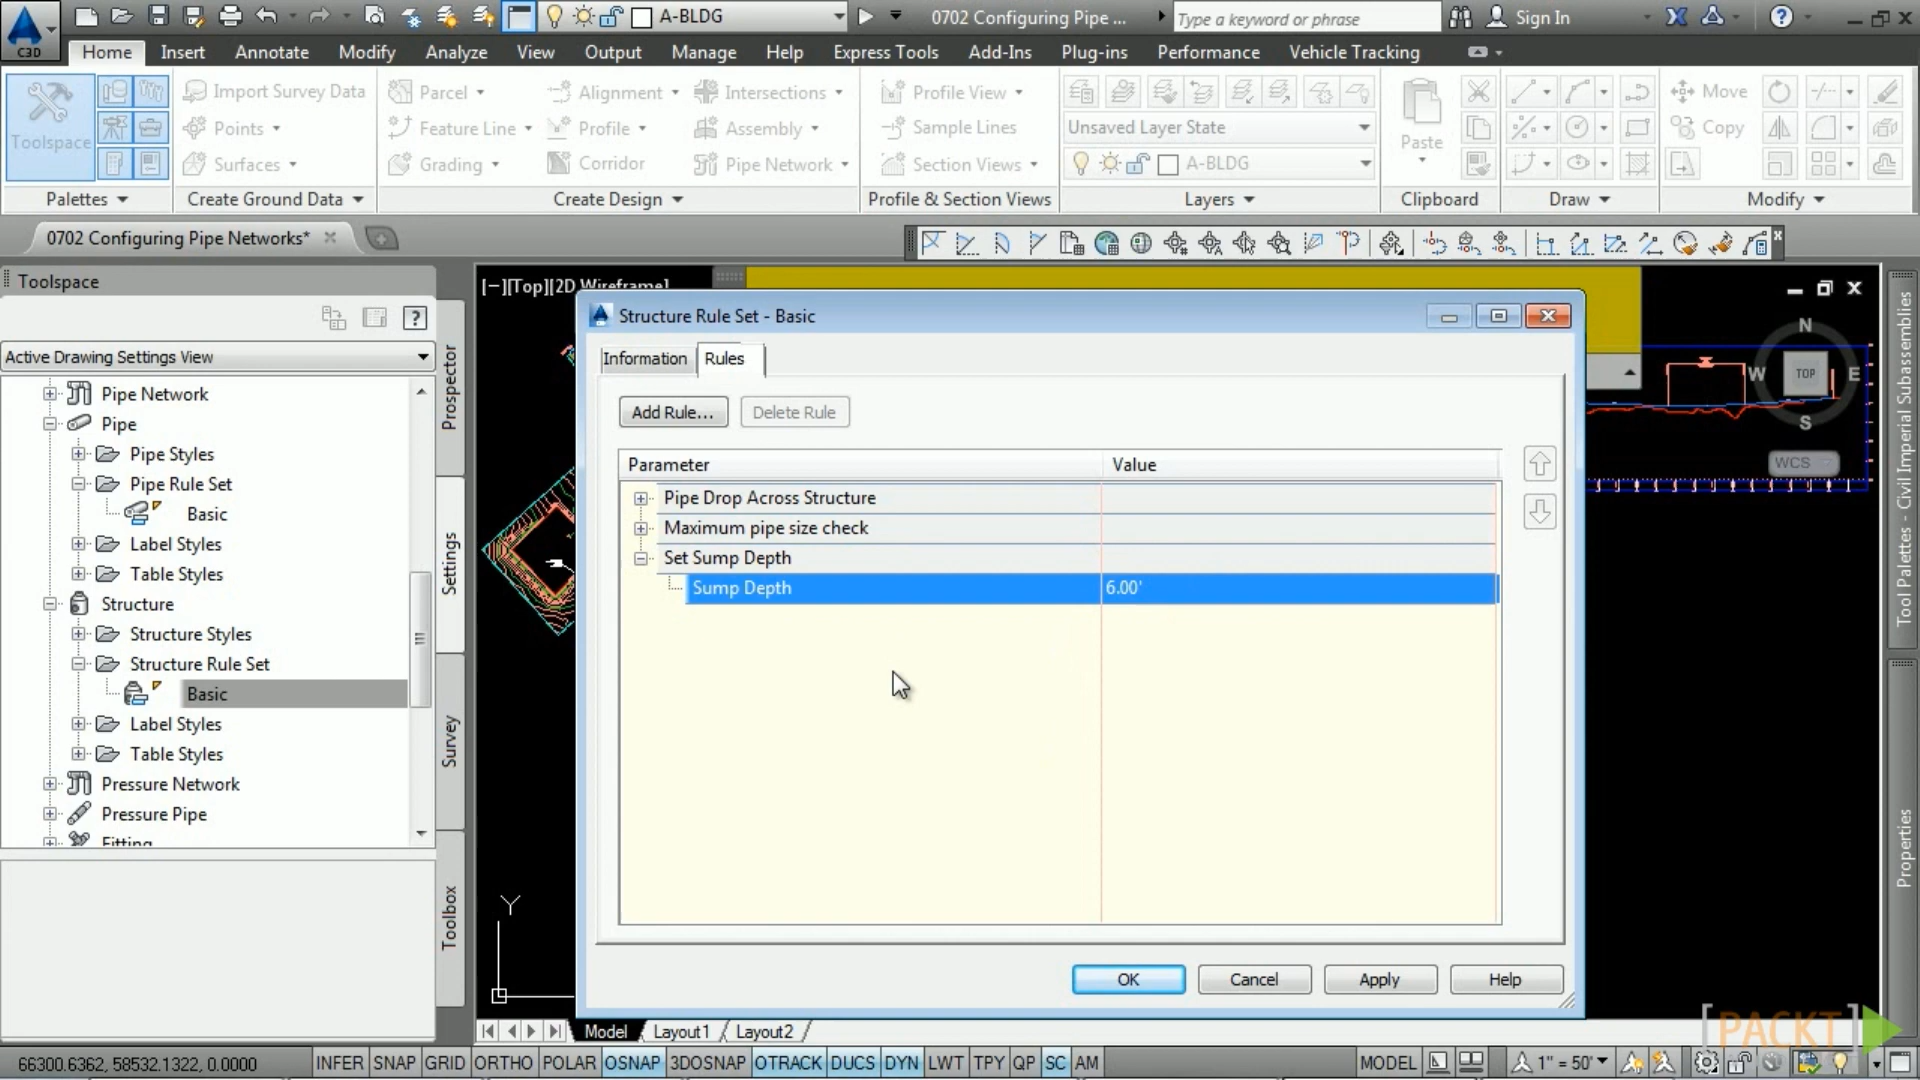 C3D
A-BLDG
0702 Configuring Pipe ...
Type a keyword or phrase
Sign In
Home Insert Annotate Modify Analyze View Output Manage Help Express Tools Add-Ins Plug-ins Performance Vehicle Tracking
Toolspace
Import Survey Data
Points
Surfaces
Parcel
Feature Line
Grading
Alignment
Profile
Corridor
Intersections
Assembly
Pipe Network
Profile View
Sample Lines
Section Views
Unsaved Layer State
A-BLDG
Paste
Move
Copy
Palettes
Create Ground Data
Create Design
Profile & Section Views
Layers
Clipboard
Draw
Modify
0702 Configuring Pipe Networks*
Toolspace
Active Drawing Settings View
Pipe Network
Pipe
Pipe Styles
Pipe Rule Set
Basic
Label Styles
Table Styles
Structure
Structure Styles
Structure Rule Set
Basic
Label Styles
Table Styles
Pressure Network
Pressure Pipe
Fitting
Prospector
Settings
Survey
Toolbox
[−][Top][2D Wireframe]
Structure Rule Set - Basic
Information
Rules
Add Rule...
Delete Rule
Parameter
Value
Pipe Drop Across Structure
Maximum pipe size check
Set Sump Depth
Sump Depth
6.00'
OK
Cancel
Apply
Help
N
W
TOP
E
S
WCS
Tool Palettes - Civil Imperial Subassemblies
Properties
Y
[PACKT]
Model
Layout1
Layout2
66300.6362, 58532.1322, 0.0000
INFER SNAP GRID ORTHO POLAR OSNAP 3DOSNAP OTRACK DUCS DYN LWT TPY QP SC AM
MODEL
1" = 50'